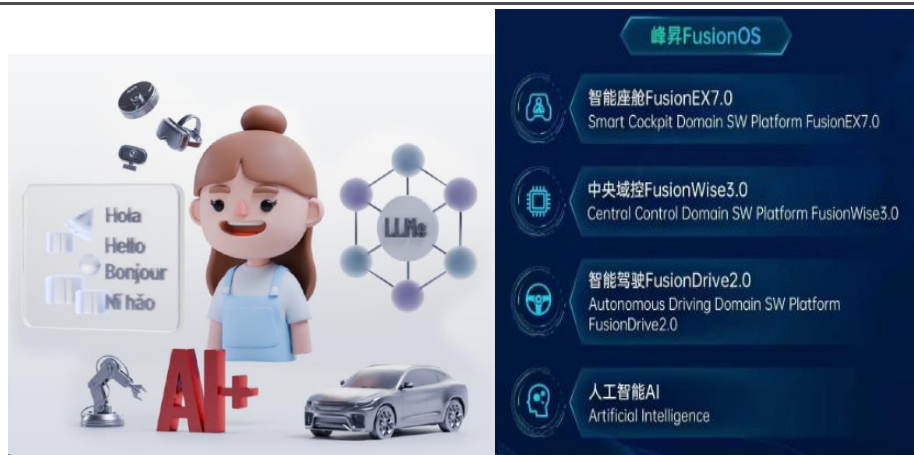 Hola
Hello
Bonjour
Nǐ hǎo
LLMs
AI+
峰昇FusionOS
智能座舱FusionEX7.0
Smart Cockpit Domain SW Platform FusionEX7.0
中央域控FusionWise3.0
Central Control Domain SW Platform FusionWise3.0
智能驾驶FusionDrive2.0
Autonomous Driving Domain SW Platform
FusionDrive2.0
人工智能AI
Artificial Intelligence